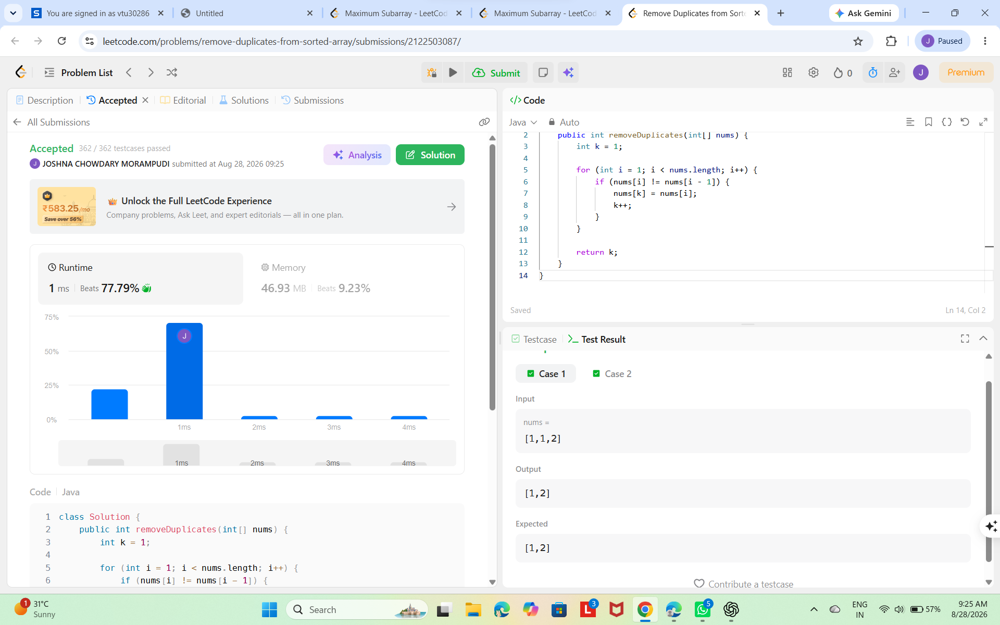 You are signed in as vtu30286
Untitled
Maximum Subarray - LeetCod
Maximum Subarray - LeetCod
Remove Duplicates from Sorte
Ask Gemini
leetcode.com/problems/remove-duplicates-from-sorted-array/submissions/2122503087/
J Paused
Problem List
Submit
0
J
Premium
Description
Accepted
Editorial
Solutions
Submissions
All Submissions
Accepted 362 / 362 testcases passed
J JOSHNA CHOWDARY MORAMPUDI submitted at Aug 28, 2026 09:25
Analysis
Solution
₹583.25/mo
Save over 56%
Unlock the Full LeetCode Experience
Company problems, Ask Leet, and expert editorials — all in one plan.
Runtime
1 ms Beats 77.79%
Memory
46.93 MB Beats 9.23%
75%
50%
25%
0%
J
1ms 2ms 3ms 4ms
1ms 2ms 3ms 4ms
Code Java
1 class Solution {
2 public int removeDuplicates(int[] nums) {
3 int k = 1;
4
5 for (int i = 1; i < nums.length; i++) {
6 if (nums[i] != nums[i - 1]) {
</> Code
Java Auto
2 public int removeDuplicates(int[] nums) {
3 int k = 1;
4
5 for (int i = 1; i < nums.length; i++) {
6 if (nums[i] != nums[i - 1]) {
7 nums[k] = nums[i];
8 k++;
9 }
10 }
11
12 return k;
13 }
14 }
Saved
Ln 14, Col 2
Testcase
Test Result
Case 1
Case 2
Input
nums =
[1,1,2]
Output
[1,2]
Expected
[1,2]
Contribute a testcase
1
31°C
Sunny
Search
L 3
5
ENG
IN
57%
9:25 AM
8/28/2026